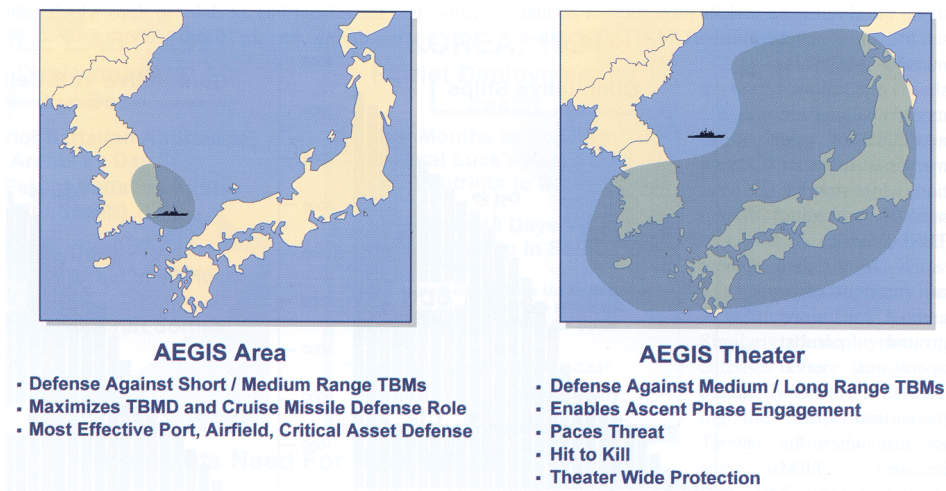 AEGIS Area
▪ Defense Against Short / Medium Range TBMs
▪ Maximizes TBMD and Cruise Missile Defense Role
▪ Most Effective Port, Airfield, Critical Asset Defense
AEGIS Theater
▪ Defense Against Medium / Long Range TBMs
▪ Enables Ascent Phase Engagement
▪ Paces Threat
▪ Hit to Kill
▪ Theater Wide Protection